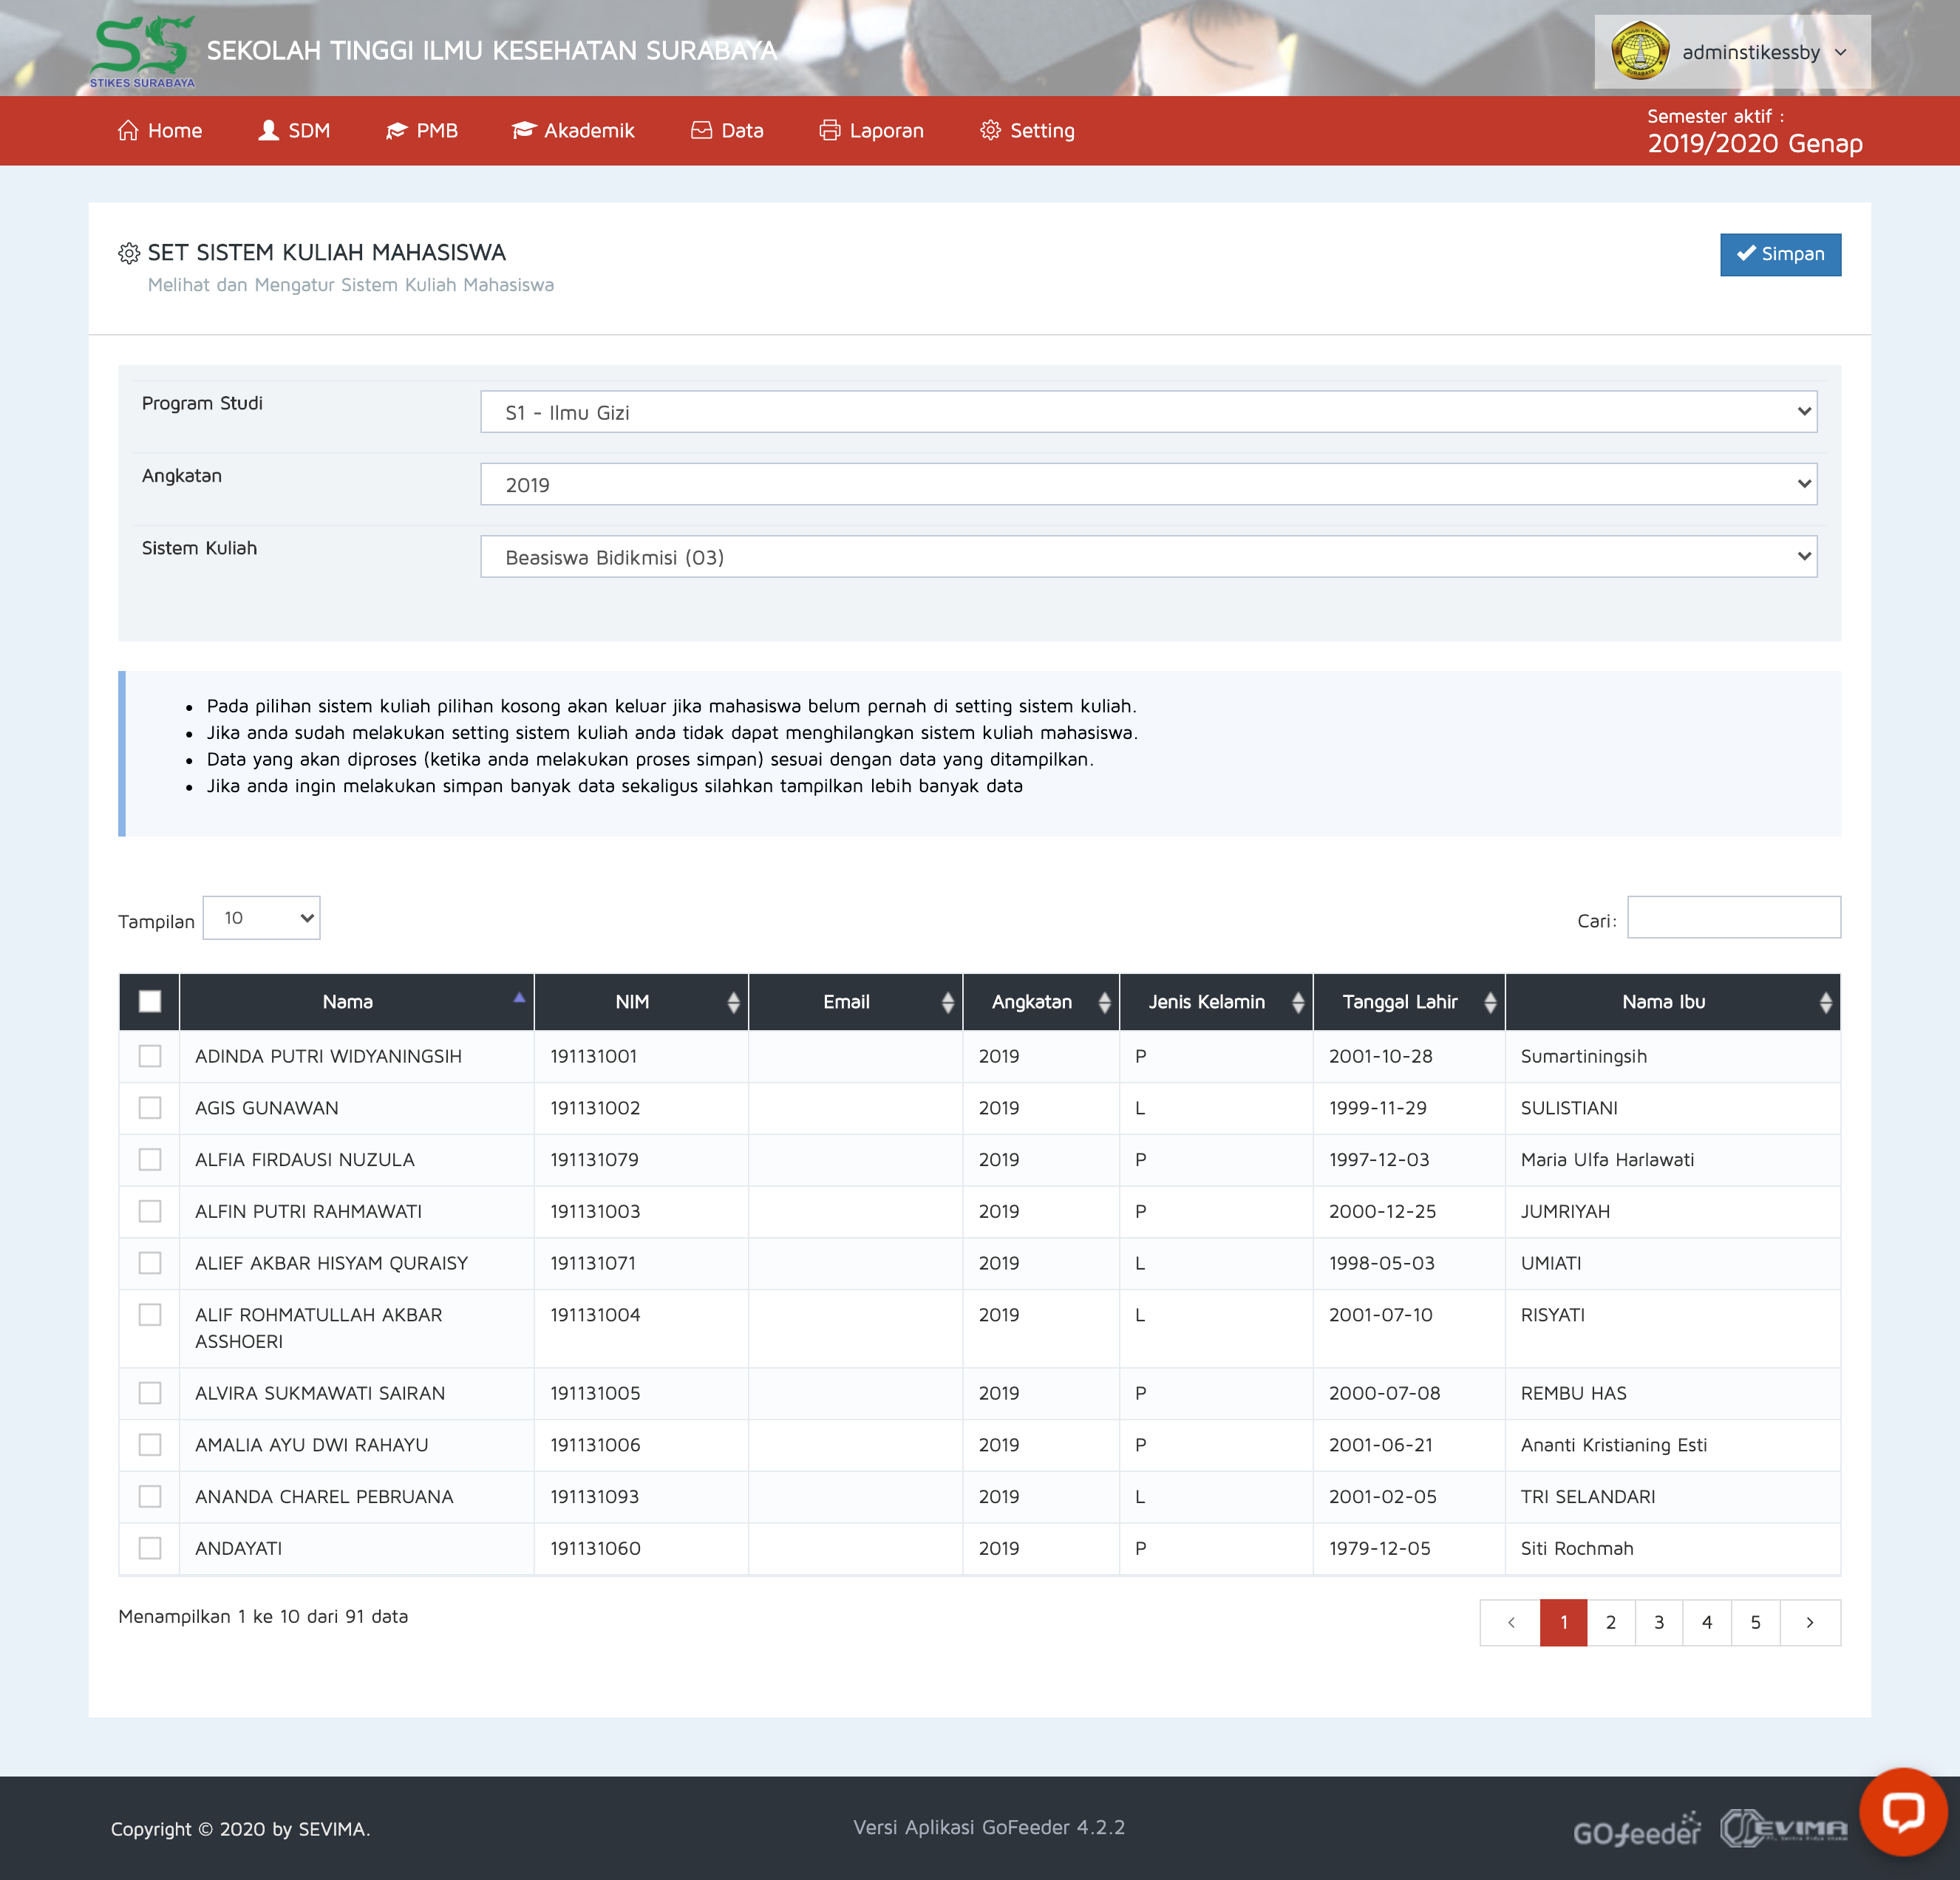 SS
STIKES SURABAYA
SEKOLAH TINGGI ILMU KESEHATAN SURABAYA
adminstikessby
Home SDM PMB Akademik Data Laporan Setting
Semester aktif :
2019/2020 Genap
SET SISTEM KULIAH MAHASISWA
Melihat dan Mengatur Sistem Kuliah Mahasiswa
Simpan
Program Studi S1 - Ilmu Gizi
Angkatan 2019
Sistem Kuliah Beasiswa Bidikmisi (03)
Pada pilihan sistem kuliah pilihan kosong akan keluar jika mahasiswa belum pernah di setting sistem kuliah.
Jika anda sudah melakukan setting sistem kuliah anda tidak dapat menghilangkan sistem kuliah mahasiswa.
Data yang akan diproses (ketika anda melakukan proses simpan) sesuai dengan data yang ditampilkan.
Jika anda ingin melakukan simpan banyak data sekaligus silahkan tampilkan lebih banyak data
Tampilan 10 Cari:
Nama NIM Email Angkatan Jenis Kelamin Tanggal Lahir Nama Ibu
ADINDA PUTRI WIDYANINGSIH 191131001 2019 P 2001-10-28 Sumartiningsih
AGIS GUNAWAN 191131002 2019 L 1999-11-29 SULISTIANI
ALFIA FIRDAUSI NUZULA 191131079 2019 P 1997-12-03 Maria Ulfa Harlawati
ALFIN PUTRI RAHMAWATI 191131003 2019 P 2000-12-25 JUMRIYAH
ALIEF AKBAR HISYAM QURAISY 191131071 2019 L 1998-05-03 UMIATI
ALIF ROHMATULLAH AKBAR 191131004 2019 L 2001-07-10 RISYATI
ASSHOERI
ALVIRA SUKMAWATI SAIRAN 191131005 2019 P 2000-07-08 REMBU HAS
AMALIA AYU DWI RAHAYU 191131006 2019 P 2001-06-21 Ananti Kristianing Esti
ANANDA CHAREL PEBRUANA 191131093 2019 L 2001-02-05 TRI SELANDARI
ANDAYATI 191131060 2019 P 1979-12-05 Siti Rochmah
Menampilkan 1 ke 10 dari 91 data
< 1 2 3 4 5 >
Copyright © 2020 by SEVIMA.
Versi Aplikasi GoFeeder 4.2.2
GOfeeder
SEVIMA